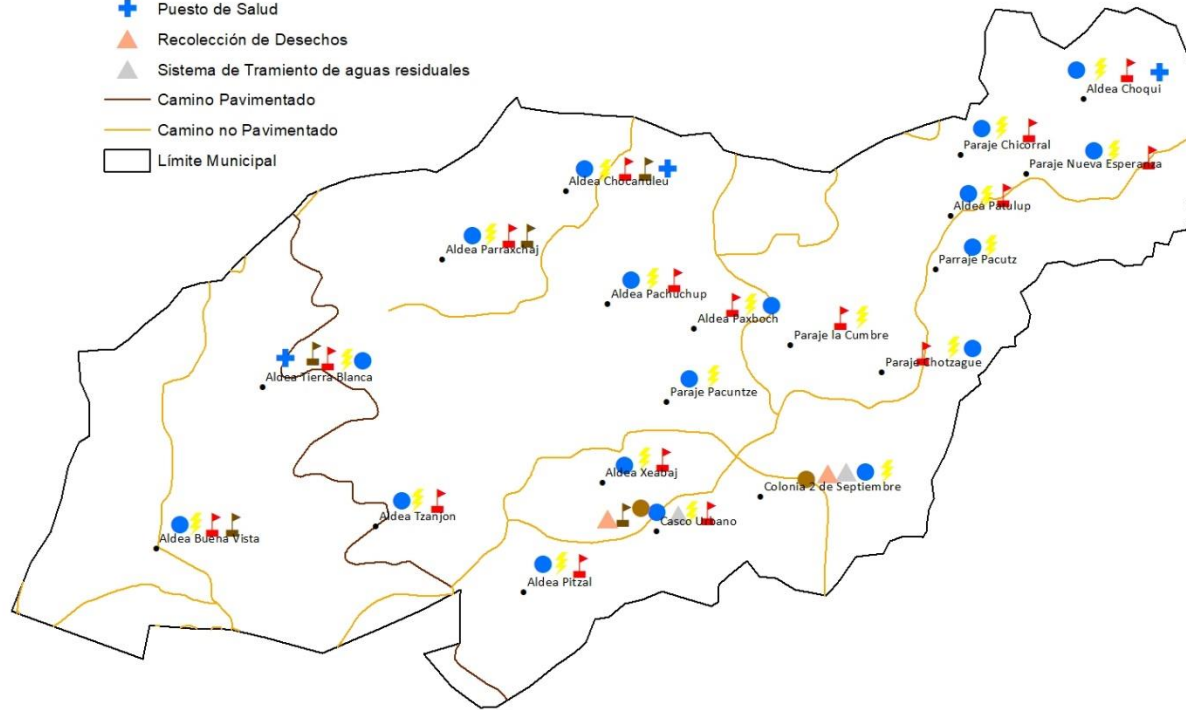 Puesto de Salud
Recolección de Desechos
Sistema de Tramiento de aguas residuales
Camino Pavimentado
Camino no Pavimentado
Límite Municipal
Aldea Choqui
Paraje Chicorral
Paraje Nueva Esperanza
Aldea Chocanuleu
Aldea Patulup
Aldea Parraxchaj
Parraje Pacutz
Aldea Pachuchup
Aldea Paxboch
Paraje la Cumbre
Paraje Chotzague
Aldea Tierra Blanca
Paraje Pacuntze
Aldea Xeabaj
Colonia 2 de Septiembre
Aldea Tzanjon
Casco Urbano
Aldea Buena Vista
Aldea Pitzal